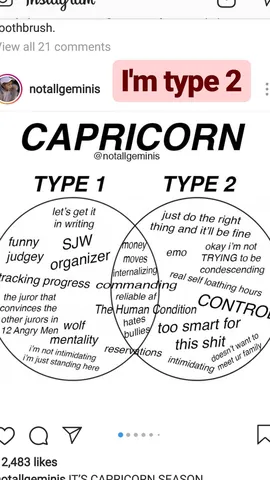 Instagram
toothbrush.
View all 21 comments
notallgeminis
I'm type 2
CAPRICORN
@notallgeminis
TYPE 1
TYPE 2
let's get it
in writing
funny
judgey
SJW
organizer
tracking progress
the juror that
convinces the
other jurors in
12 Angry Men
wolf
mentality
i'm not intimidating
i'm just standing here
money
moves
internalizing
commanding
reliable af
The Human Condition
hates
bullies
reservations
just do the right
thing and it'll be fine
emo
okay i'm not
TRYING to be
condescending
real self loathing hours
CONTROL
too smart for
this shit
intimidating
doesn't want to
meet ur family
2,483 likes
notallgeminis IT'S CAPRICORN SEASON